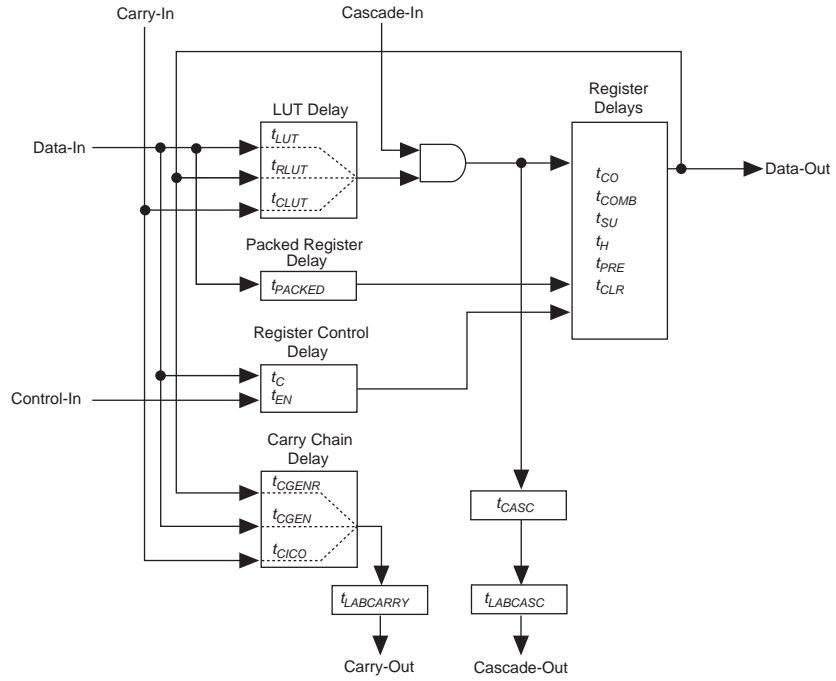 Carry-In
Cascade-In
LUT Delay
Register
Delays
Data-In
tLUT
tRLUT
tCLUT
tCO
tCOMB
tSU
tH
tPRE
tCLR
Data-Out
Packed Register
Delay
tPACKED
Register Control
Delay
tC
tEN
Control-In
Carry Chain
Delay
tCGENR
tCGEN
tCICO
tCASC
tLABCARRY
tLABCASC
Carry-Out
Cascade-Out